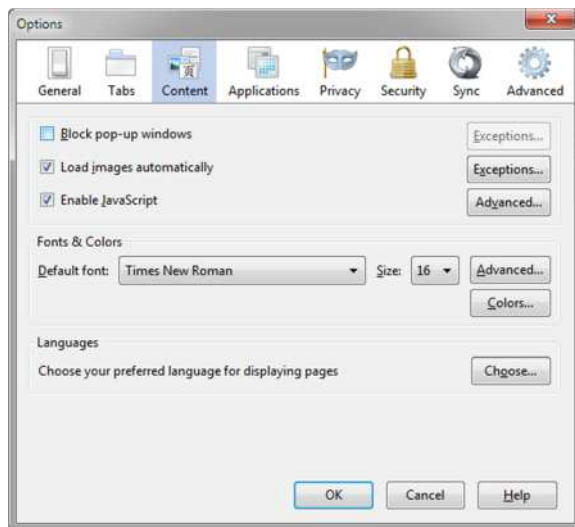 Options
General Tabs Content Applications Privacy Security Sync Advanced
Block pop-up windows Exceptions...
Load images automatically Exceptions...
Enable JavaScript Advanced...
Fonts & Colors
Default font: Times New Roman Size: 16 Advanced...
Colors...
Languages
Choose your preferred language for displaying pages Choose...
OK Cancel Help